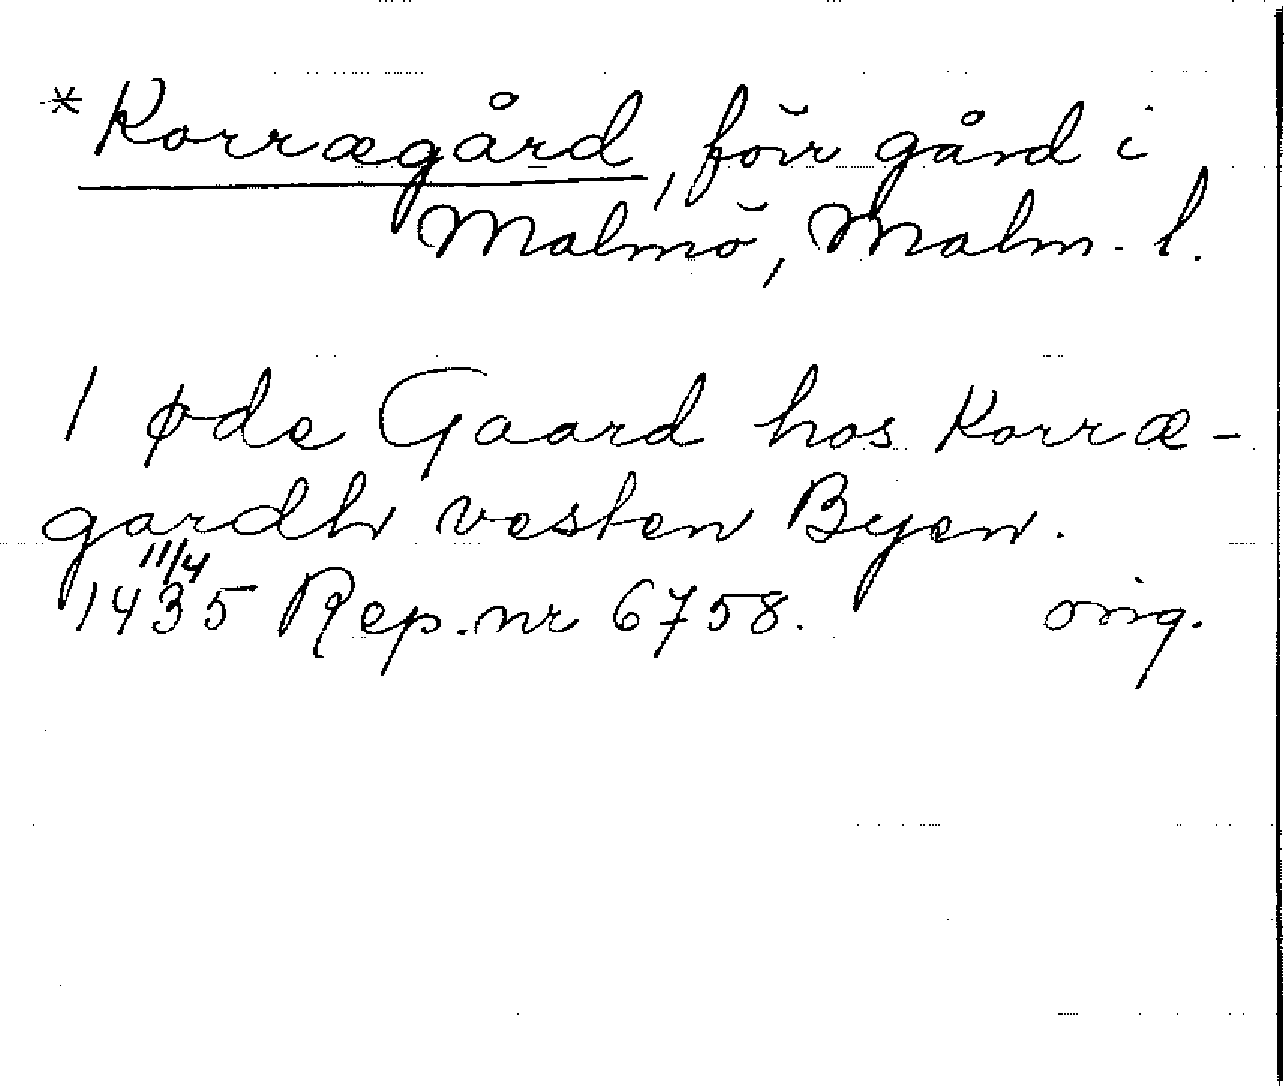 *Korrægård, förr gård i
Malmö, Malm. l.
1 øde Gaard hos Korræ-
gardh vesten Byen.
11/4
1435 Rep. nr 6758. orig.